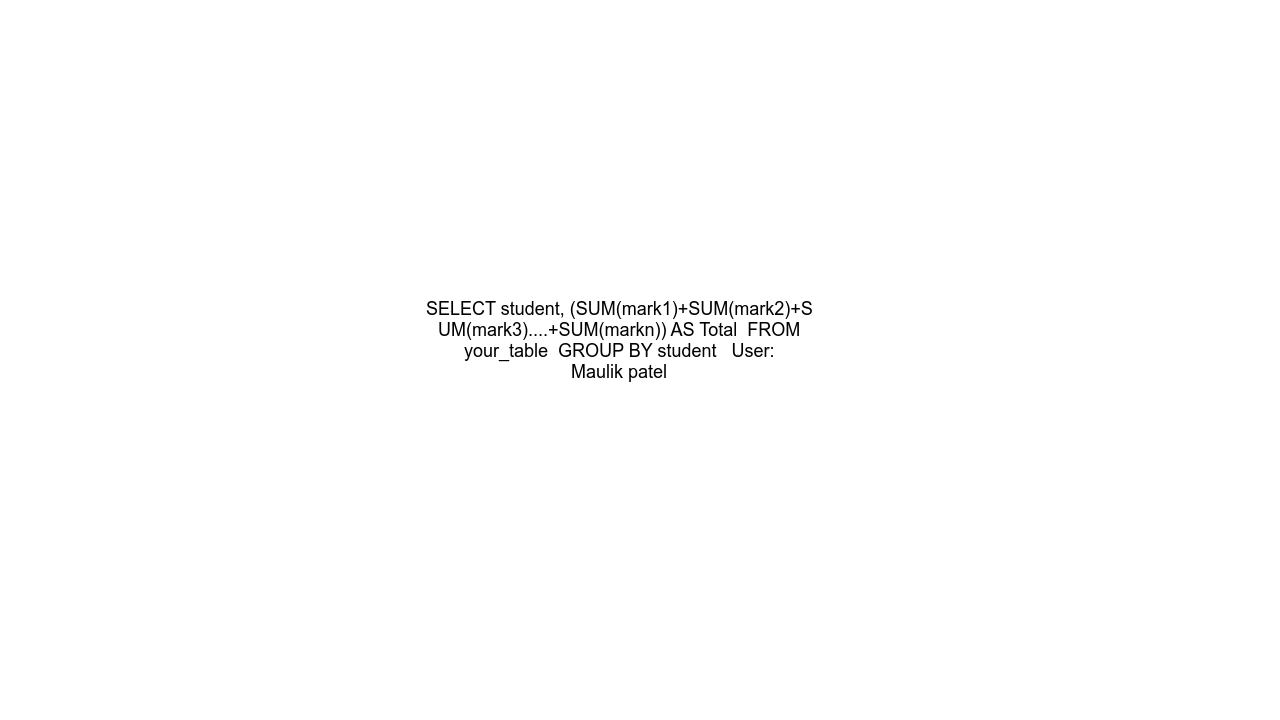 SELECT student, (SUM(mark1)+SUM(mark2)+S
UM(mark3)....+SUM(markn)) AS Total  FROM
your_table  GROUP BY student   User:
Maulik patel